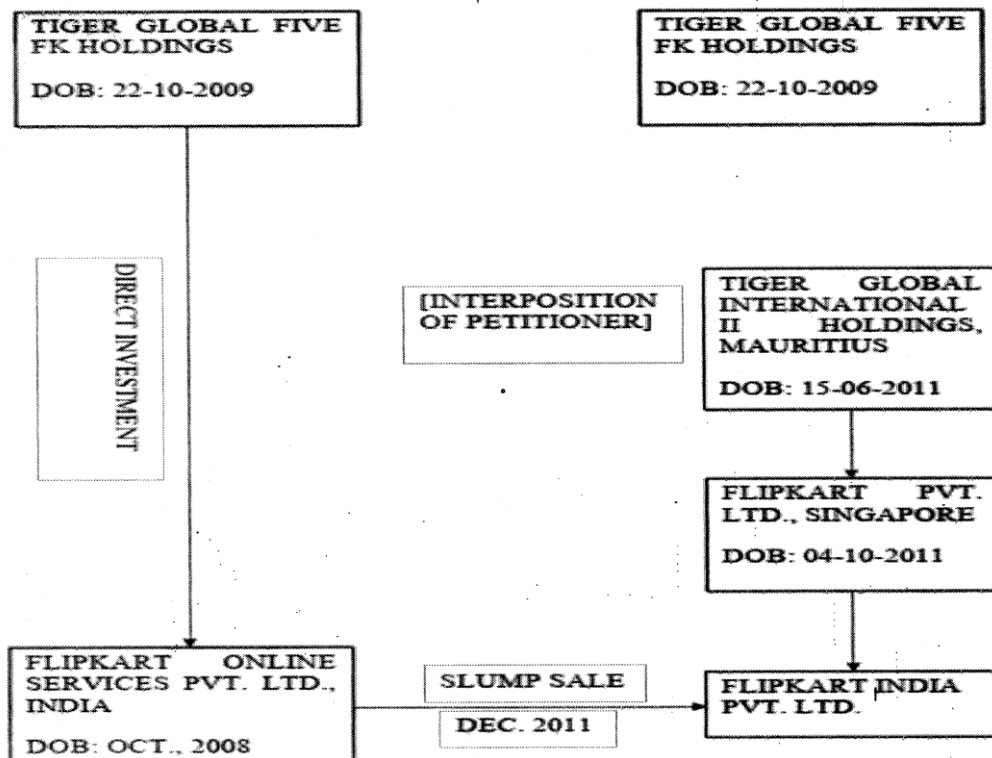 TIGER GLOBAL FIVE
FK HOLDINGS
DOB: 22-10-2009
TIGER GLOBAL FIVE
FK HOLDINGS
DOB: 22-10-2009
DIRECT INVESTMENT
[INTERPOSITION
OF PETITIONER]
TIGER GLOBAL
INTERNATIONAL
II HOLDINGS,
MAURITIUS
DOB: 15-06-2011
FLIPKART PVT.
LTD., SINGAPORE
DOB: 04-10-2011
FLIPKART ONLINE
SERVICES PVT. LTD.,
INDIA
DOB: OCT., 2008
SLUMP SALE
DEC. 2011
FLIPKART INDIA
PVT. LTD.